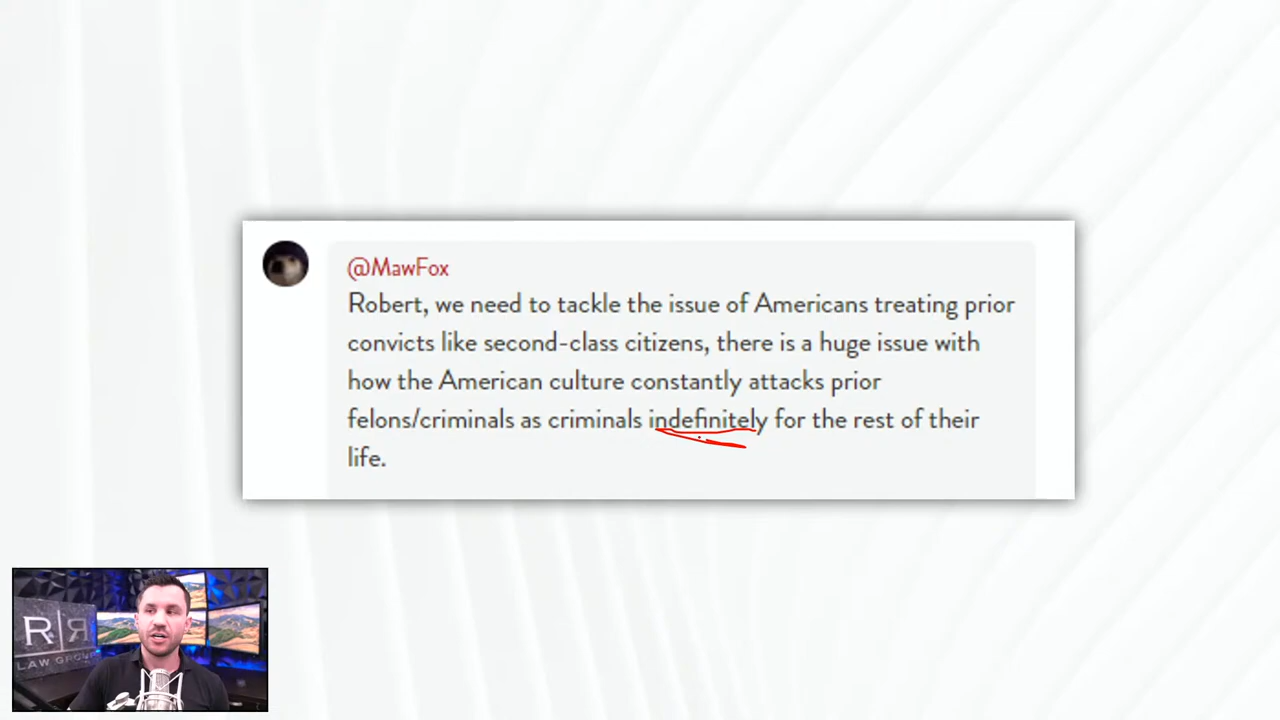 @MawFox
Robert, we need to tackle the issue of Americans treating prior
convicts like second-class citizens, there is a huge issue with
how the American culture constantly attacks prior
felons/criminals as criminals indefinitely for the rest of their
life.
R|R
LAW GROUP